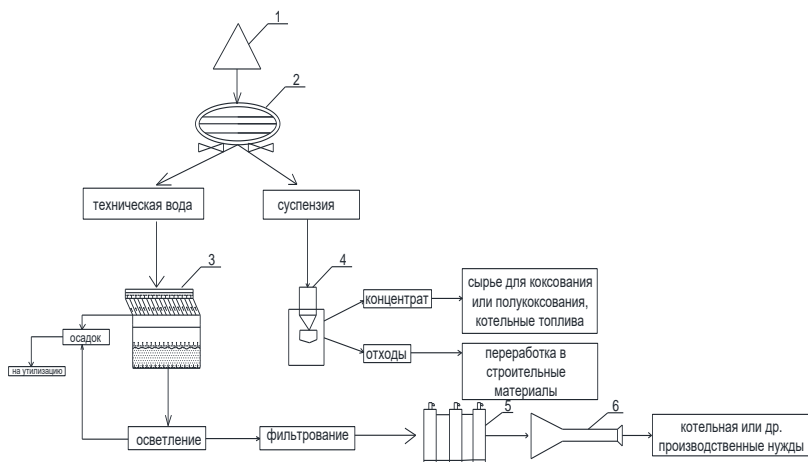 1
2
техническая вода
суспензия
3
4
концентрат
сырье для коксования
или полукоксования,
котельные топлива
осадок
отходы
переработка в
строительные
материалы
на утилизацию
5
6
осветление
фильтрование
котельная или др.
производственные нужды